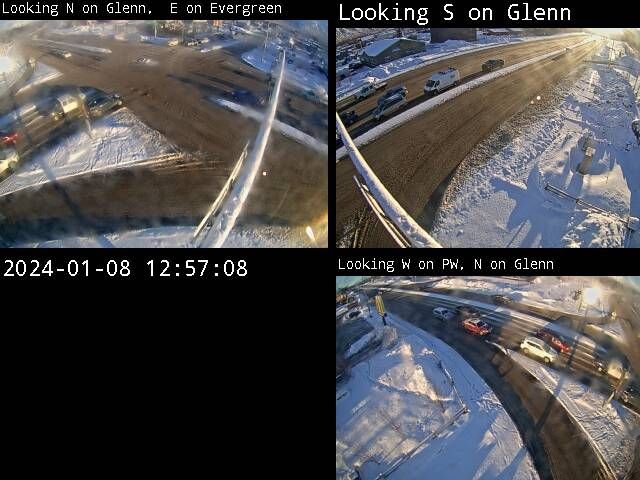 Looking N on Glenn,  E on Evergreen
Looking S on Glenn
2024-01-08 12:57:08
Looking W on PW, N on Glenn